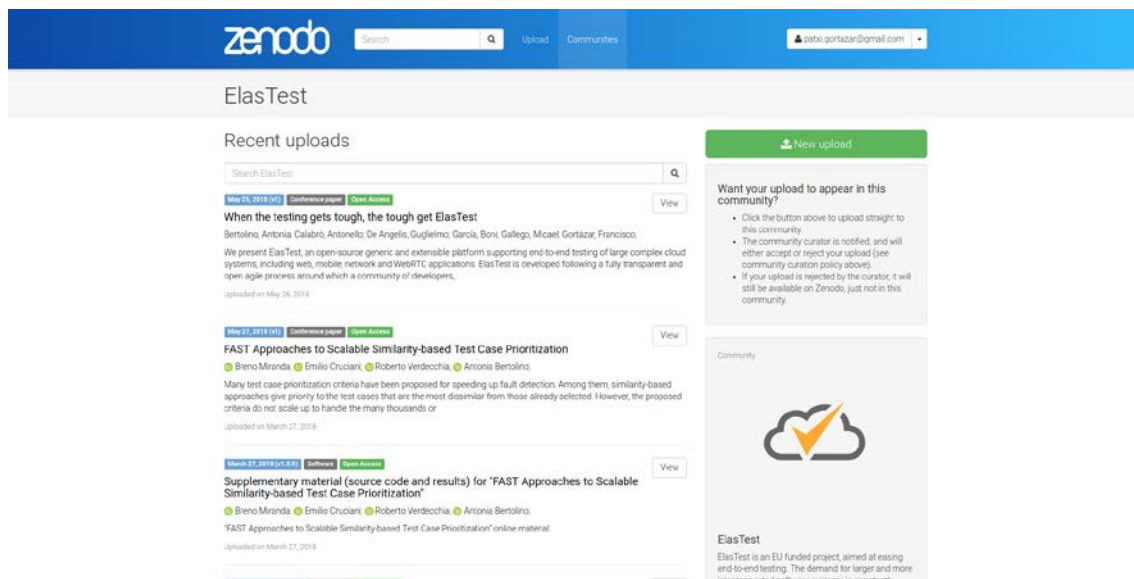 zenodo
Search
Upload
Communities
patxi.gortazar@gmail.com
ElasTest
Recent uploads
New upload
Search ElasTest
May 25, 2018 (v1) Conference paper Open Access
View
When the testing gets tough, the tough get ElasTest
Bertolino, Antonia; Calabrò, Antonello; De Angelis, Guglielmo; García, Boni; Gallego, Micael; Gortázar, Francisco;
We present ElasTest, an open-source generic and extensible platform supporting end-to-end testing of large complex cloud
systems, including web, mobile, network and WebRTC applications. ElasTest is developed following a fully transparent and
open agile process around which a community of developers,
Uploaded on May 26, 2018
Want your upload to appear in this
community?
Click the button above to upload straight to
this community.
The community curator is notified, and will
either accept or reject your upload (see
community curation policy above).
If your upload is rejected by the curator, it will
still be available on Zenodo, just not in this
community.
May 27, 2018 (v1) Conference paper Open Access
View
FAST Approaches to Scalable Similarity-based Test Case Prioritization
Breno Miranda; Emilio Cruciani; Roberto Verdecchia; Antonia Bertolino;
Many test case prioritization criteria have been proposed for speeding up fault detection. Among them, similarity-based
approaches give priority to the test cases that are the most dissimilar from those already selected. However, the proposed
criteria do not scale up to handle the many thousands or
Uploaded on March 27, 2018
March 27, 2018 (v1.0.0) Software Open Access
View
Supplementary material (source code and results) for "FAST Approaches to Scalable
Similarity-based Test Case Prioritization"
Breno Miranda; Emilio Cruciani; Roberto Verdecchia; Antonia Bertolino;
"FAST Approaches to Scalable Similarity-based Test Case Prioritization" online material.
Uploaded on March 27, 2018
Community
ElasTest
ElasTest is an EU funded project, aimed at easing
end-to-end testing. The demand for larger and more